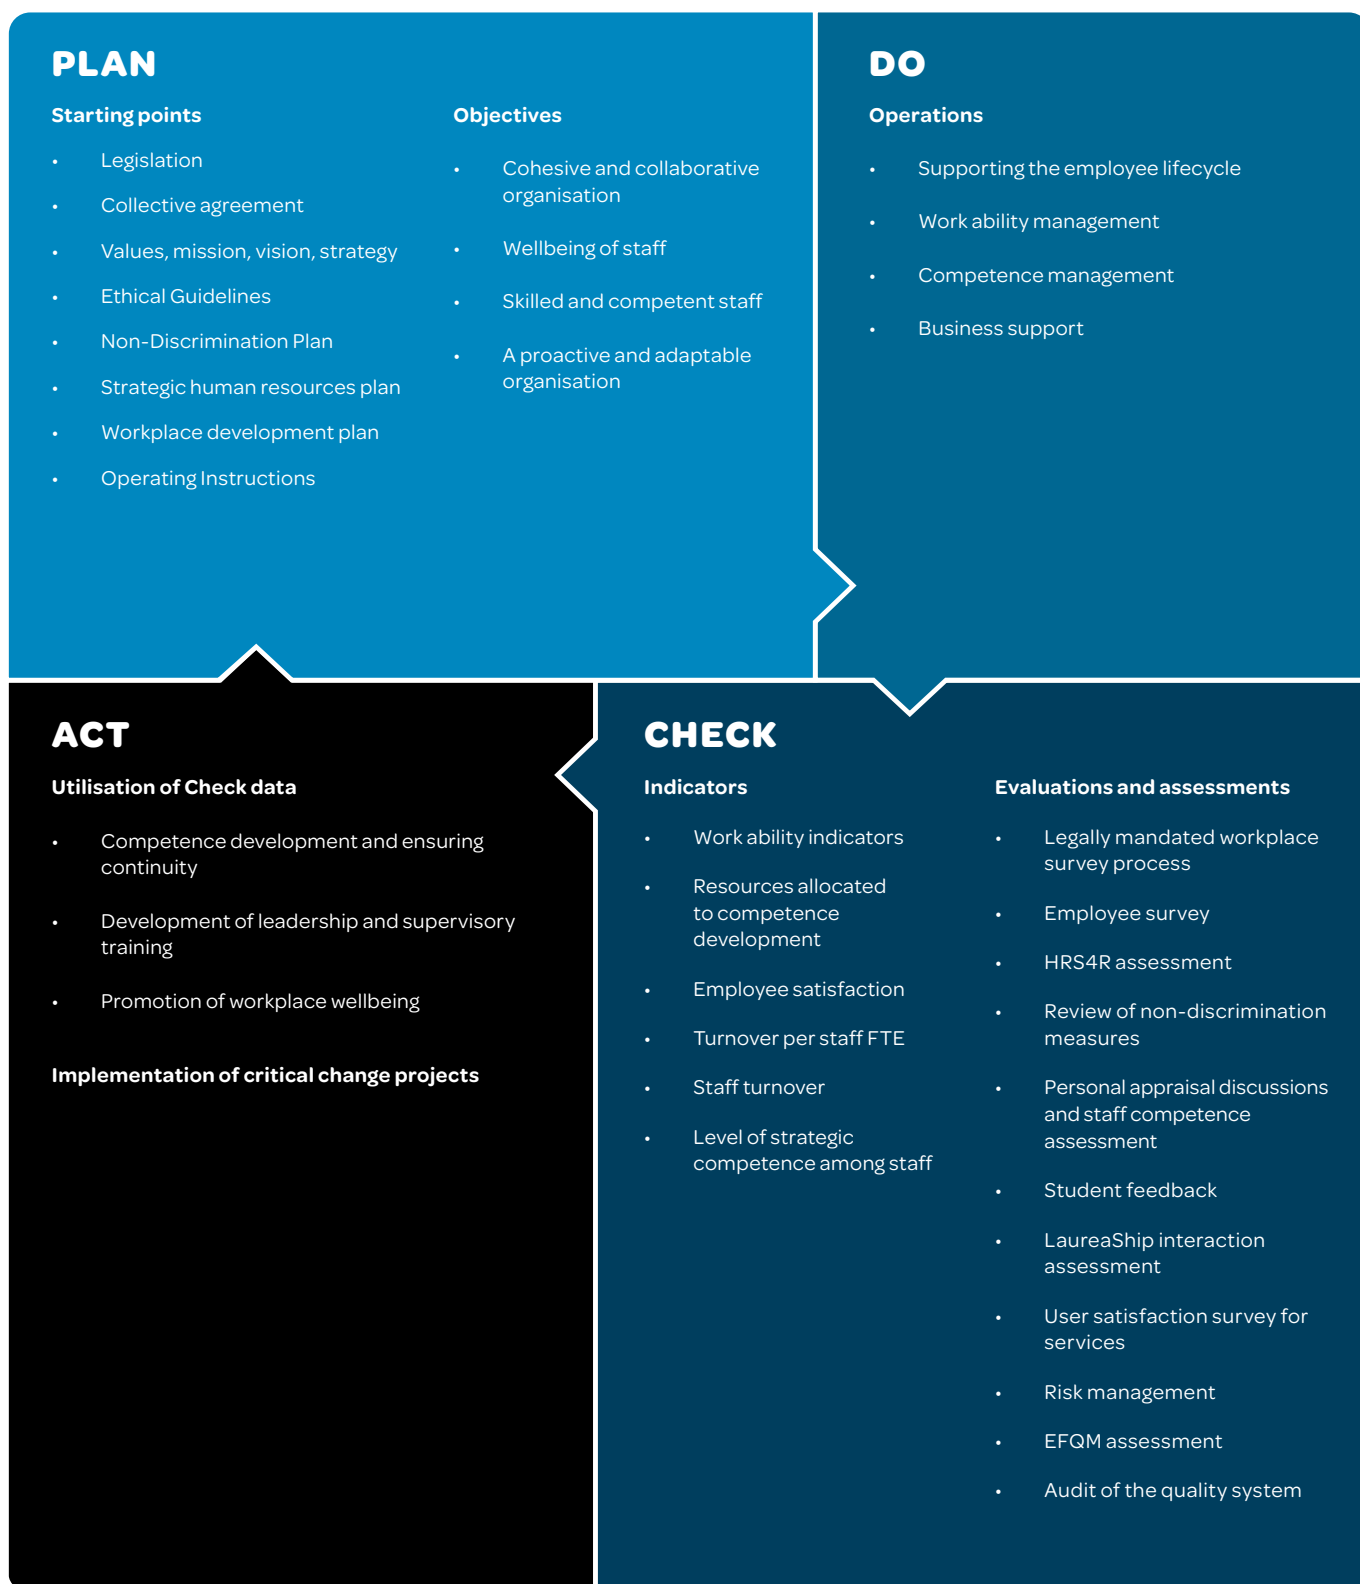 PLAN
Starting points
• Legislation
• Collective agreement
• Values, mission, vision, strategy
• Ethical Guidelines
• Non-Discrimination Plan
• Strategic human resources plan
• Workplace development plan
• Operating Instructions
Objectives
• Cohesive and collaborative
organisation
• Wellbeing of staff
• Skilled and competent staff
• A proactive and adaptable
organisation
DO
Operations
• Supporting the employee lifecycle
• Work ability management
• Competence management
• Business support
ACT
Utilisation of Check data
• Competence development and ensuring
continuity
• Development of leadership and supervisory
training
• Promotion of workplace wellbeing
Implementation of critical change projects
CHECK
Indicators
• Work ability indicators
• Resources allocated
to competence
development
• Employee satisfaction
• Turnover per staff FTE
• Staff turnover
• Level of strategic
competence among staff
Evaluations and assessments
• Legally mandated workplace
survey process
• Employee survey
• HRS4R assessment
• Review of non-discrimination
measures
• Personal appraisal discussions
and staff competence
assessment
• Student feedback
• LaureaShip interaction
assessment
• User satisfaction survey for
services
• Risk management
• EFQM assessment
• Audit of the quality system